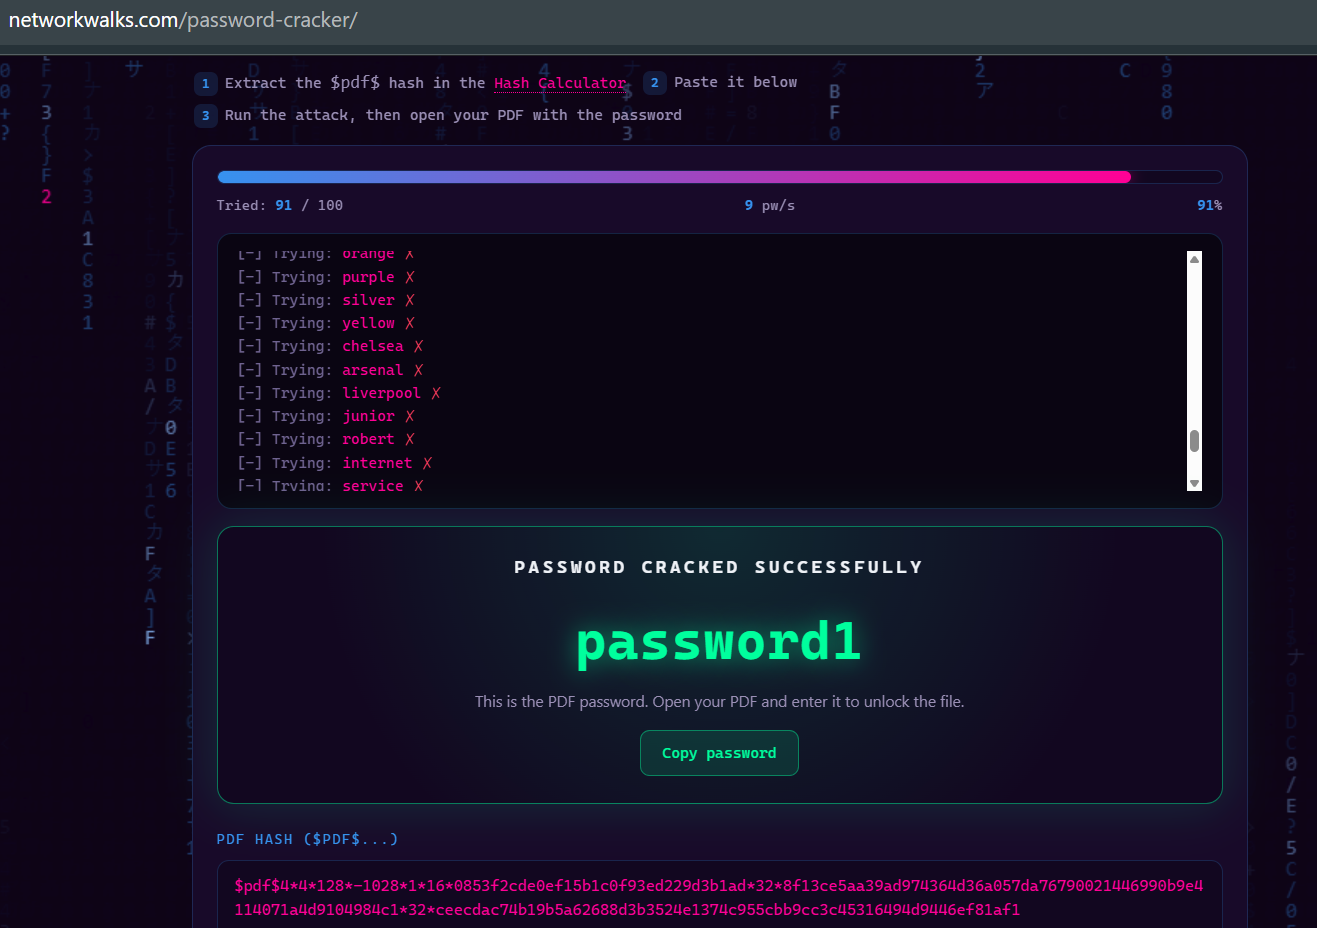 networkwalks.com/password-cracker/
1 Extract the $pdf$ hash in the Hash Calculator 2 Paste it below
3 Run the attack, then open your PDF with the password
Tried: 91 / 100 9 pw/s 91%
[-] Trying: orange ✗
[-] Trying: purple ✗
[-] Trying: silver ✗
[-] Trying: yellow ✗
[-] Trying: chelsea ✗
[-] Trying: arsenal ✗
[-] Trying: liverpool ✗
[-] Trying: junior ✗
[-] Trying: robert ✗
[-] Trying: internet ✗
[-] Trying: service ✗
PASSWORD CRACKED SUCCESSFULLY
password1
This is the PDF password. Open your PDF and enter it to unlock the file.
Copy password
PDF HASH ($PDF$...)
$pdf$4*4*128*-1028*1*16*0853f2cde0ef15b1c0f93ed229d3b1ad*32*8f13ce5aa39ad974364d36a057da76790021446990b9e4
114071a4d9104984c1*32*ceecdac74b19b5a62688d3b3524e1374c955cbb9cc3c45316494d9446ef81af1